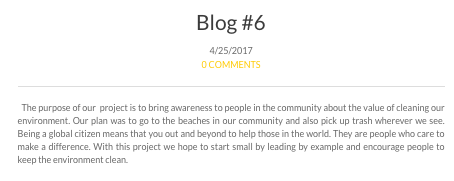 Blog #6
4/25/2017
0 COMMENTS
The purpose of our project is to bring awareness to people in the community about the value of cleaning our
environment. Our plan was to go to the beaches in our community and also pick up trash wherever we see.
Being a global citizen means that you out and beyond to help those in the world. They are people who care to
make a difference. With this project we hope to start small by leading by example and encourage people to
keep the environment clean.